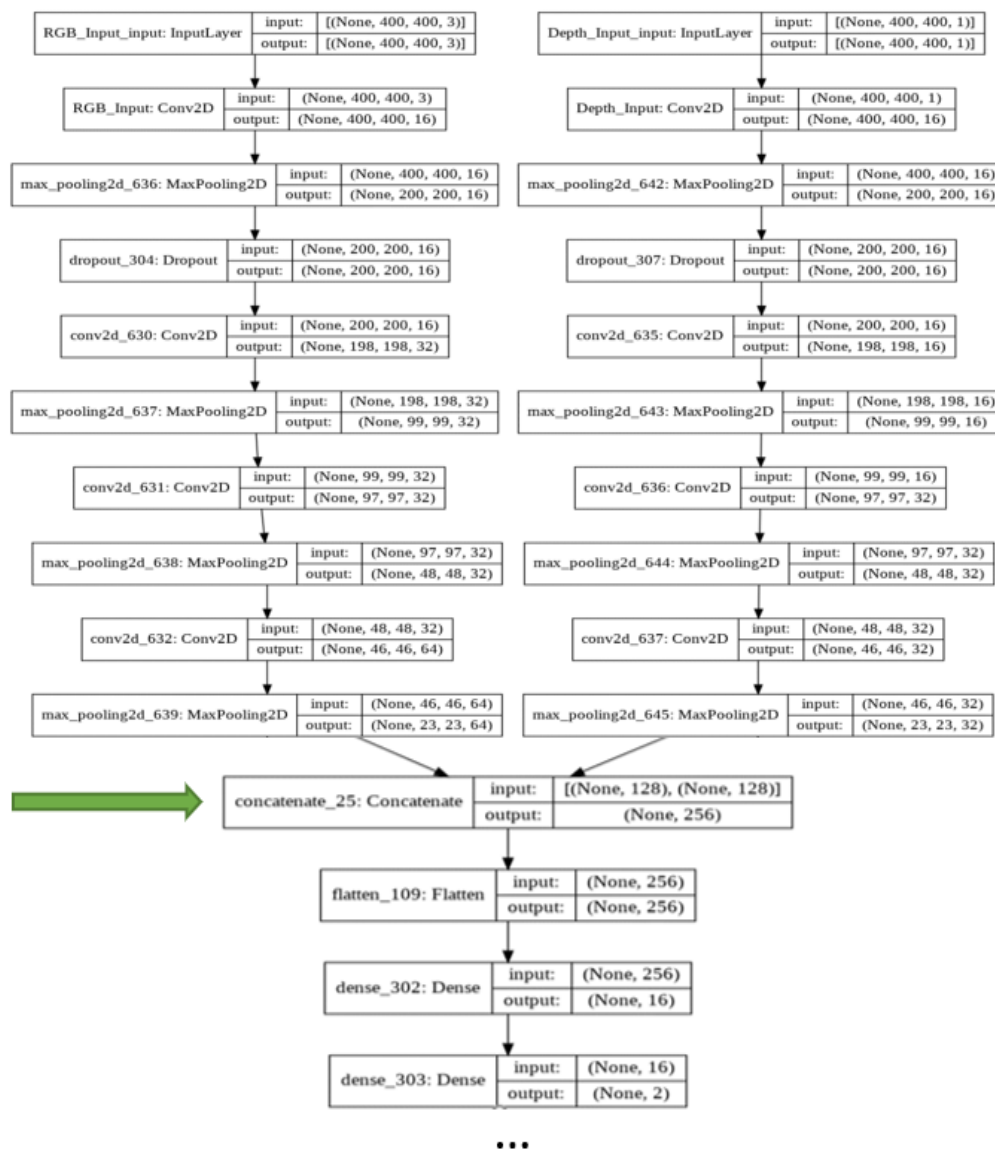 RGB_Input_input: InputLayer input: [(None, 400, 400, 3)]
output: [(None, 400, 400, 3)]
RGB_Input: Conv2D input: (None, 400, 400, 3)
output: (None, 400, 400, 16)
max_pooling2d_636: MaxPooling2D input: (None, 400, 400, 16)
output: (None, 200, 200, 16)
dropout_304: Dropout input: (None, 200, 200, 16)
output: (None, 200, 200, 16)
conv2d_630: Conv2D input: (None, 200, 200, 16)
output: (None, 198, 198, 32)
max_pooling2d_637: MaxPooling2D input: (None, 198, 198, 32)
output: (None, 99, 99, 32)
conv2d_631: Conv2D input: (None, 99, 99, 32)
output: (None, 97, 97, 32)
max_pooling2d_638: MaxPooling2D input: (None, 97, 97, 32)
output: (None, 48, 48, 32)
conv2d_632: Conv2D input: (None, 48, 48, 32)
output: (None, 46, 46, 64)
max_pooling2d_639: MaxPooling2D input: (None, 46, 46, 64)
output: (None, 23, 23, 64)
Depth_Input_input: InputLayer input: [(None, 400, 400, 1)]
output: [(None, 400, 400, 1)]
Depth_Input: Conv2D input: (None, 400, 400, 1)
output: (None, 400, 400, 16)
max_pooling2d_642: MaxPooling2D input: (None, 400, 400, 16)
output: (None, 200, 200, 16)
dropout_307: Dropout input: (None, 200, 200, 16)
output: (None, 200, 200, 16)
conv2d_635: Conv2D input: (None, 200, 200, 16)
output: (None, 198, 198, 16)
max_pooling2d_643: MaxPooling2D input: (None, 198, 198, 16)
output: (None, 99, 99, 16)
conv2d_636: Conv2D input: (None, 99, 99, 16)
output: (None, 97, 97, 32)
max_pooling2d_644: MaxPooling2D input: (None, 97, 97, 32)
output: (None, 48, 48, 32)
conv2d_637: Conv2D input: (None, 48, 48, 32)
output: (None, 46, 46, 32)
max_pooling2d_645: MaxPooling2D input: (None, 46, 46, 32)
output: (None, 23, 23, 32)
concatenate_25: Concatenate input: [(None, 128), (None, 128)]
output: (None, 256)
flatten_109: Flatten input: (None, 256)
output: (None, 256)
dense_302: Dense input: (None, 256)
output: (None, 16)
dense_303: Dense input: (None, 16)
output: (None, 2)
...